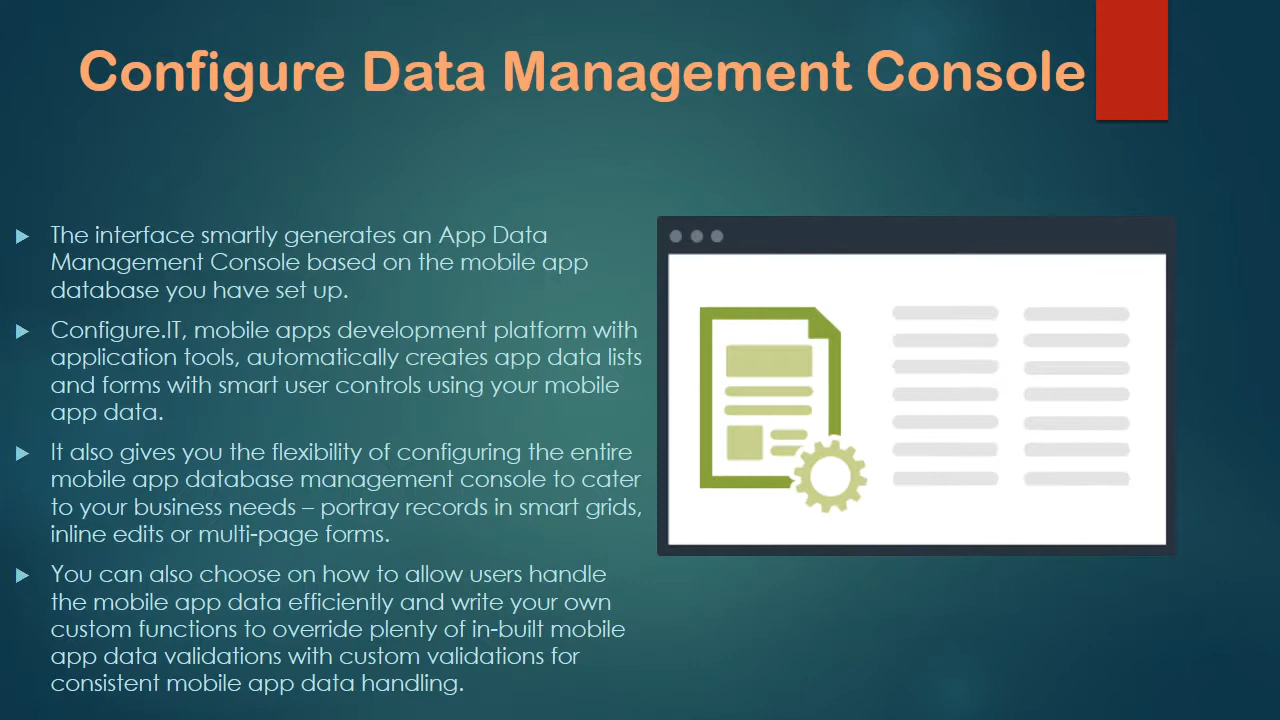 Configure Data Management Console
The interface smartly generates an App Data
Management Console based on the mobile app
database you have set up.
Configure.IT, mobile apps development platform with
application tools, automatically creates app data lists
and forms with smart user controls using your mobile
app data.
It also gives you the flexibility of configuring the entire
mobile app database management console to cater
to your business needs – portray records in smart grids,
inline edits or multi-page forms.
You can also choose on how to allow users handle
the mobile app data efficiently and write your own
custom functions to override plenty of in-built mobile
app data validations with custom validations for
consistent mobile app data handling.